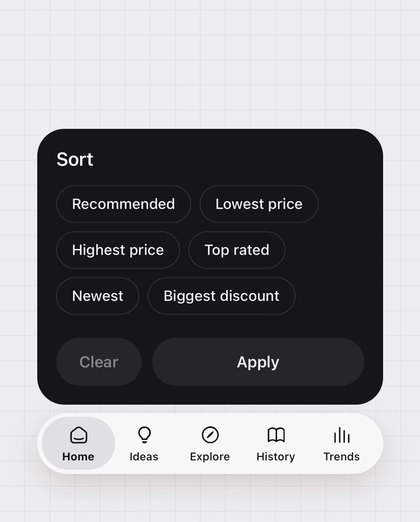 Sort
Recommended Lowest price
Highest price Top rated
Newest Biggest discount
Clear Apply
Home Ideas Explore History Trends